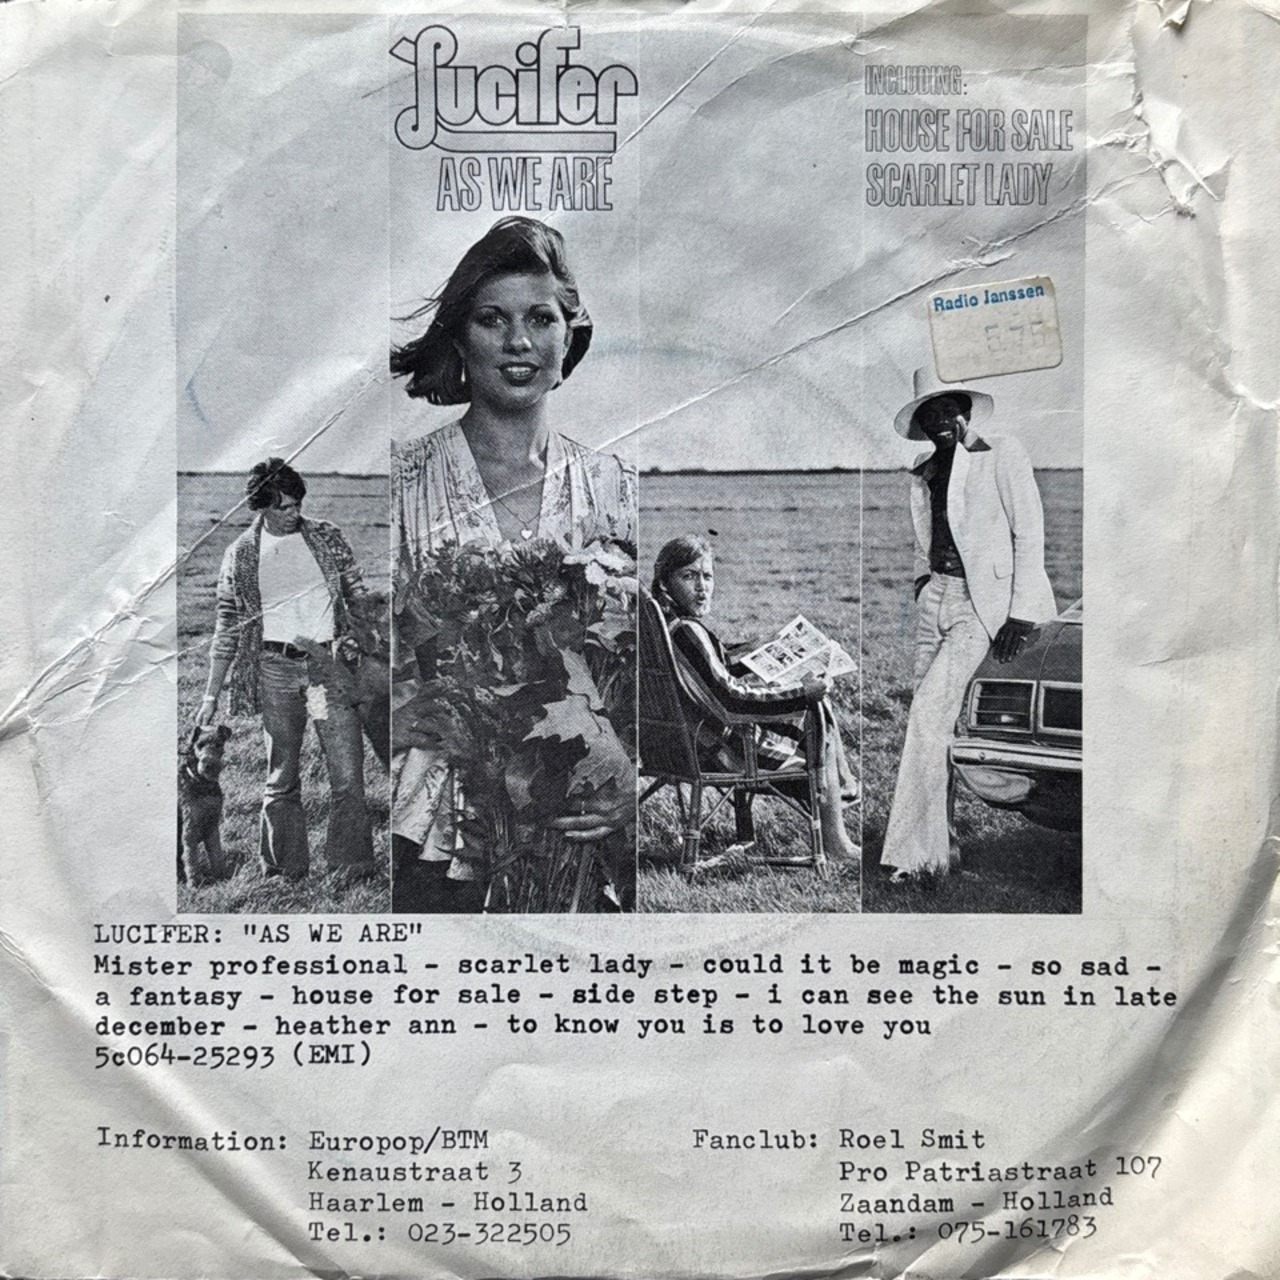 Lucifer
AS WE ARE
INCLUDING:
HOUSE FOR SALE
SCARLET LADY
Radio Janssen
5.75
LUCIFER: "AS WE ARE"
Mister professional - scarlet lady - could it be magic - so sad -
a fantasy - house for sale - side step - i can see the sun in late
december - heather ann - to know you is to love you
5c064-25293 (EMI)
Information: Europop/BTM
Kenaustraat 3
Haarlem - Holland
Tel.: 023-322505
Fanclub: Roel Smit
Pro Patriastraat 107
Zaandam - Holland
Tel.: 075-161783